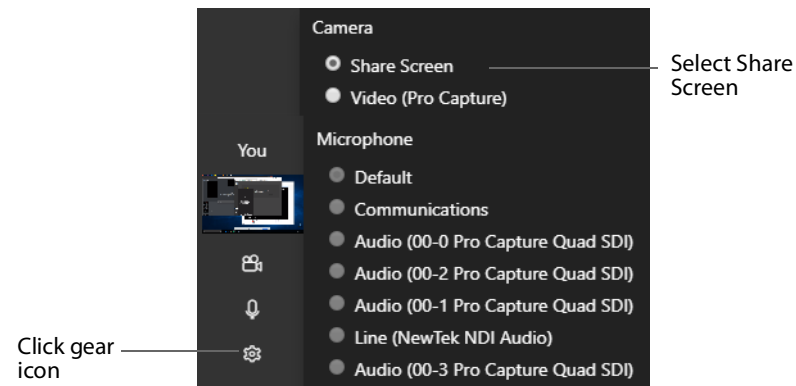 Camera
Share Screen
Video (Pro Capture)
Select Share
Screen
Microphone
You
Default
Communications
Audio (00-0 Pro Capture Quad SDI)
Audio (00-2 Pro Capture Quad SDI)
Audio (00-1 Pro Capture Quad SDI)
Line (NewTek NDI Audio)
Audio (00-3 Pro Capture Quad SDI)
Click gear
icon